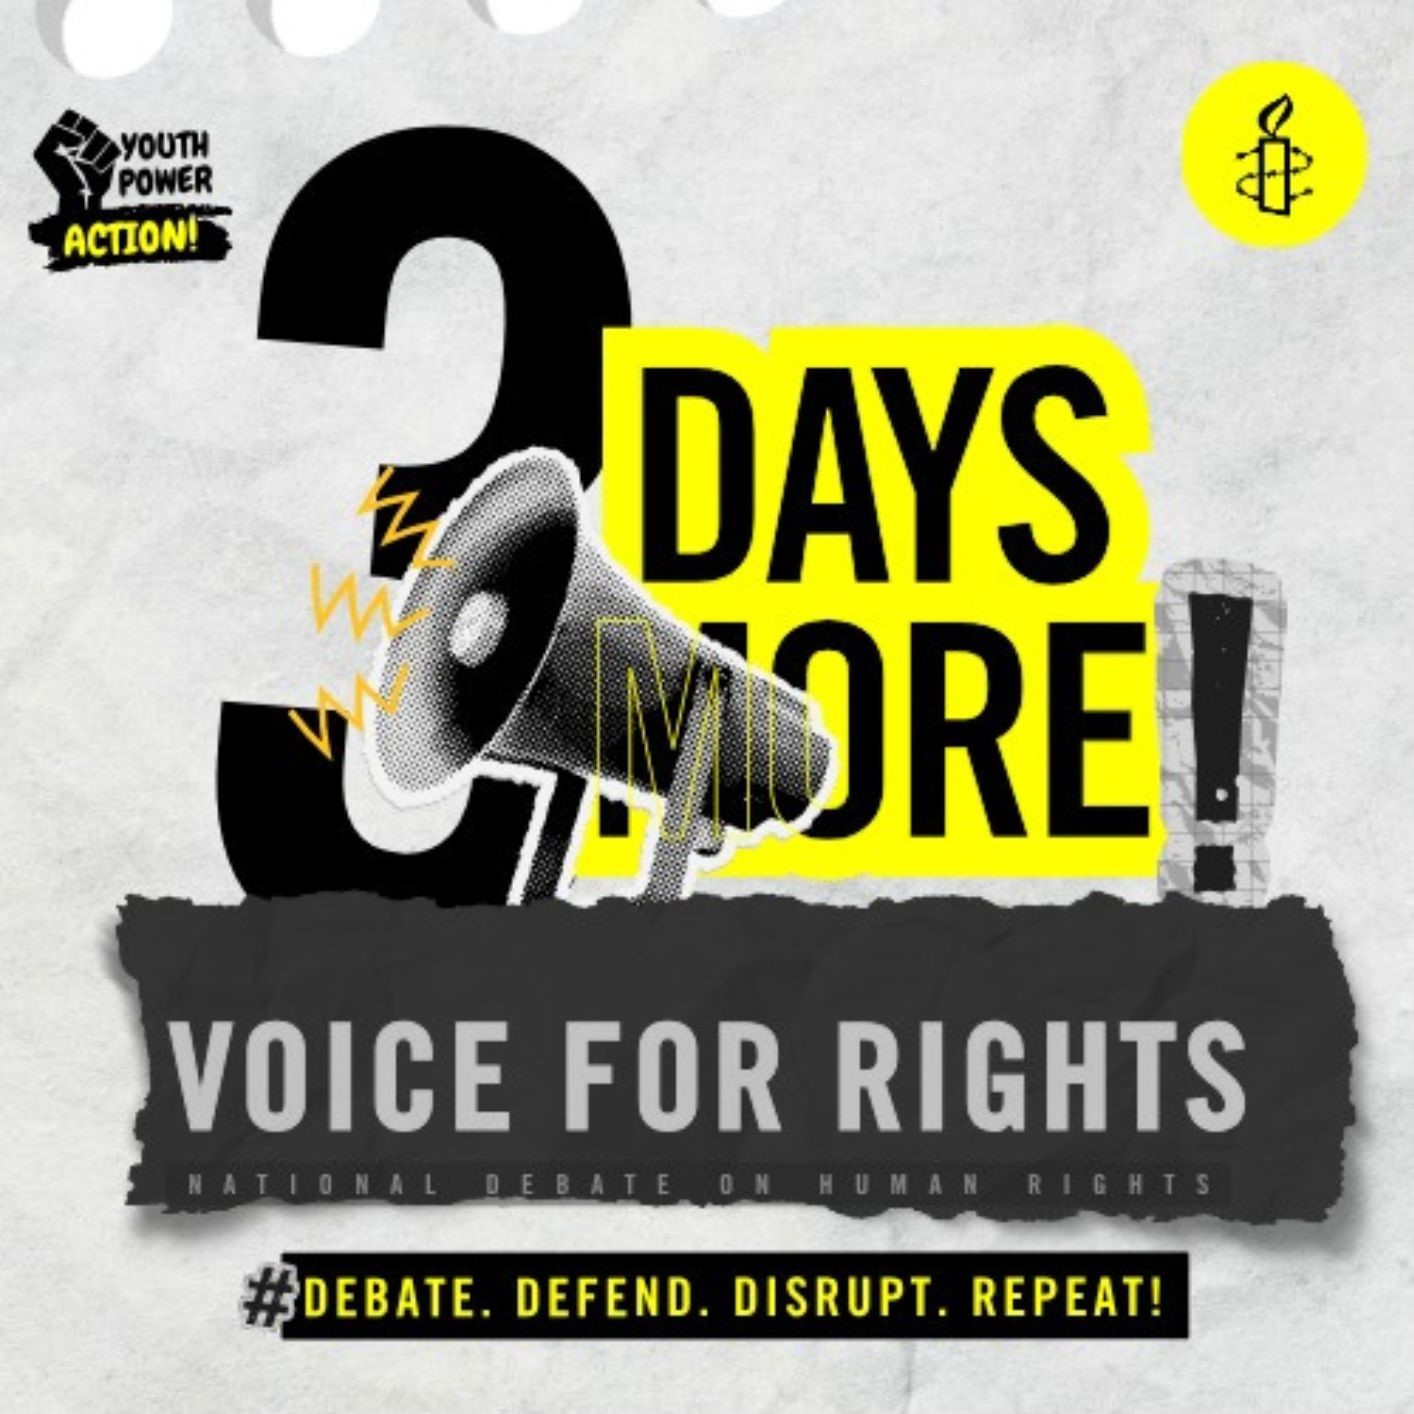 YOUTH
POWER
ACTION!
3
DAYS
MORE!
VOICE FOR RIGHTS
NATIONAL DEBATE ON HUMAN RIGHTS
#DEBATE. DEFEND. DISRUPT. REPEAT!